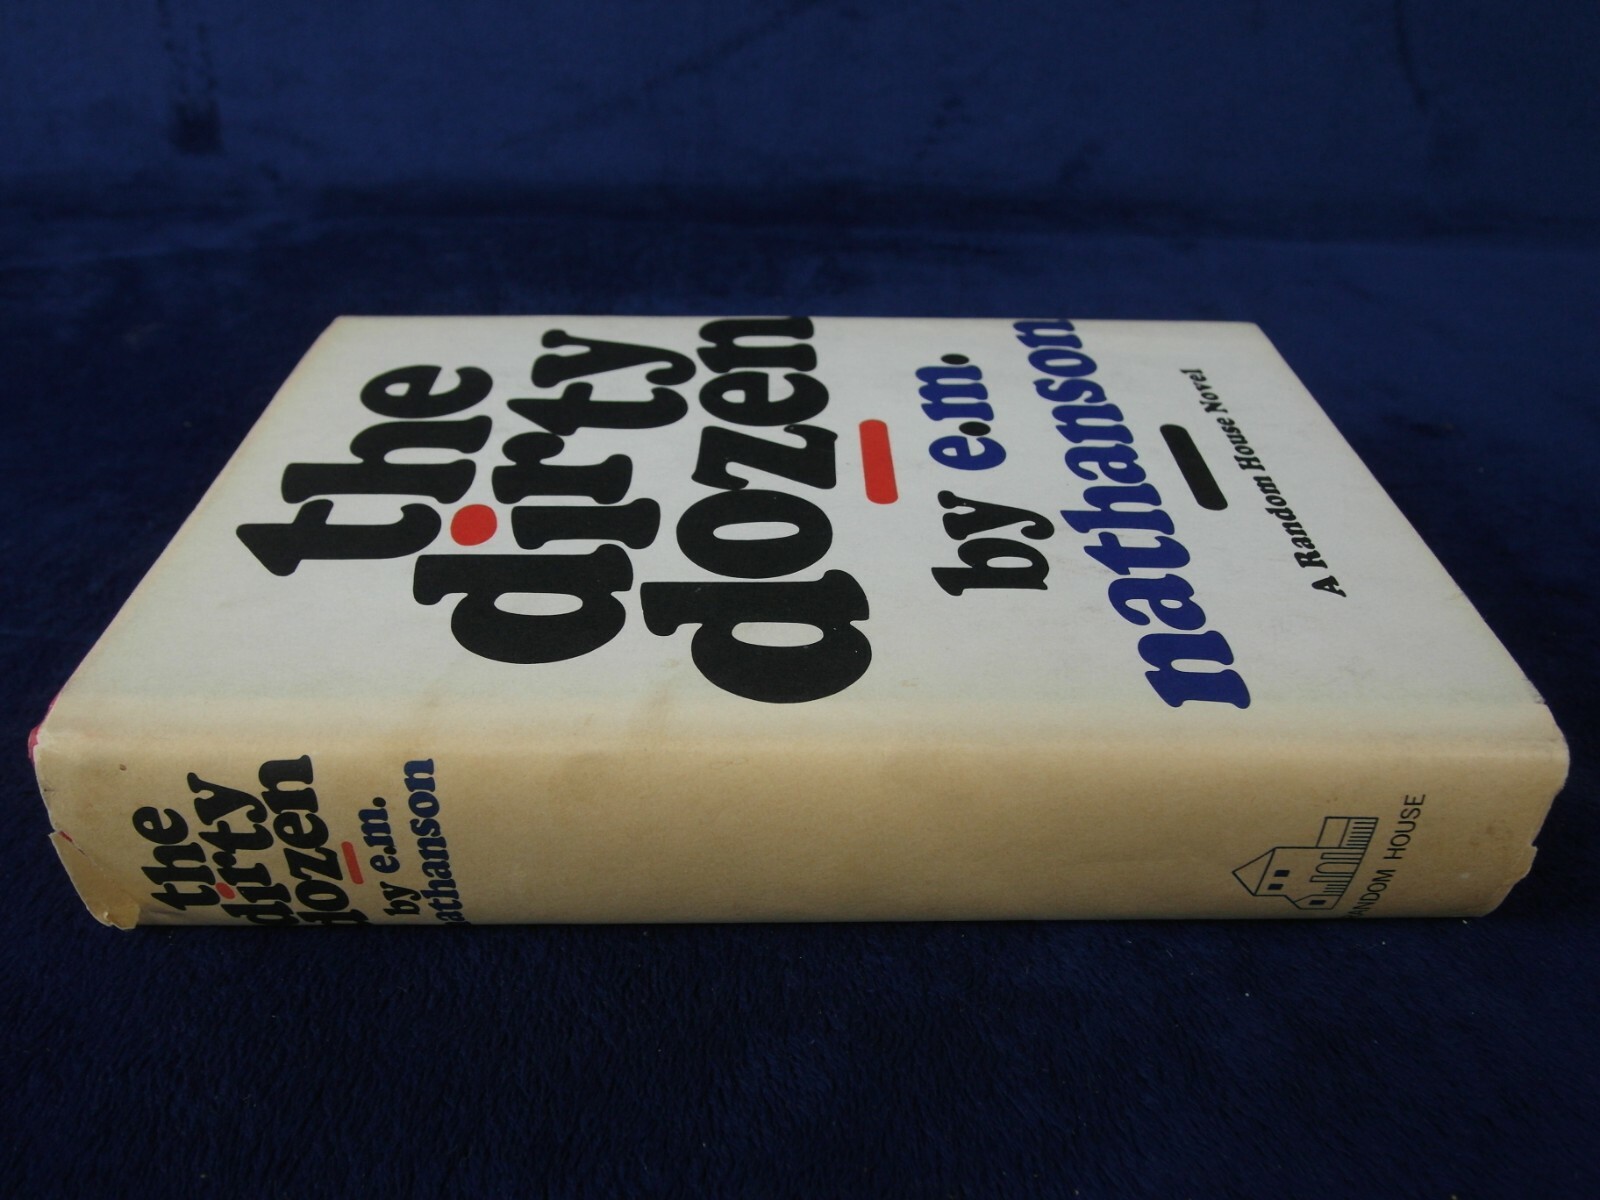 the
dirty
dozen
by e.m.
nathanson
A Random House Novel
the
dirty
dozen
by e.m.
nathanson
RANDOM HOUSE